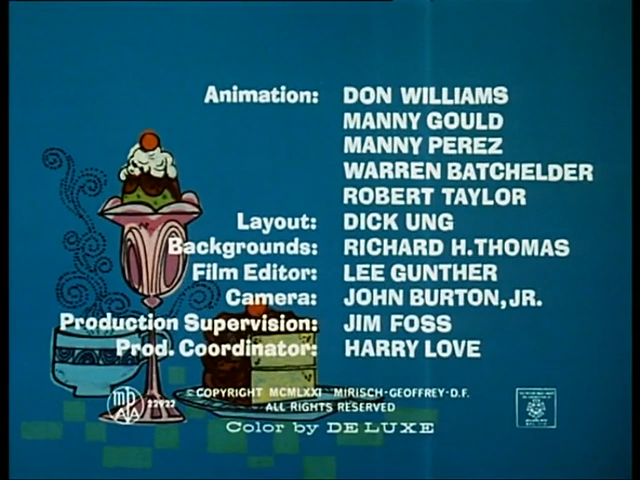 Animation: DON WILLIAMS
MANNY GOULD
MANNY PEREZ
WARREN BATCHELDER
ROBERT TAYLOR
Layout: DICK UNG
Backgrounds: RICHARD H. THOMAS
Film Editor: LEE GUNTHER
Camera: JOHN BURTON, JR.
Production Supervision: JIM FOSS
Prod. Coordinator: HARRY LOVE
©COPYRIGHT MCMLXXI MIRISCH-GEOFFREY-D.F.
MPAA 22922
ALL RIGHTS RESERVED
Color by DE LUXE